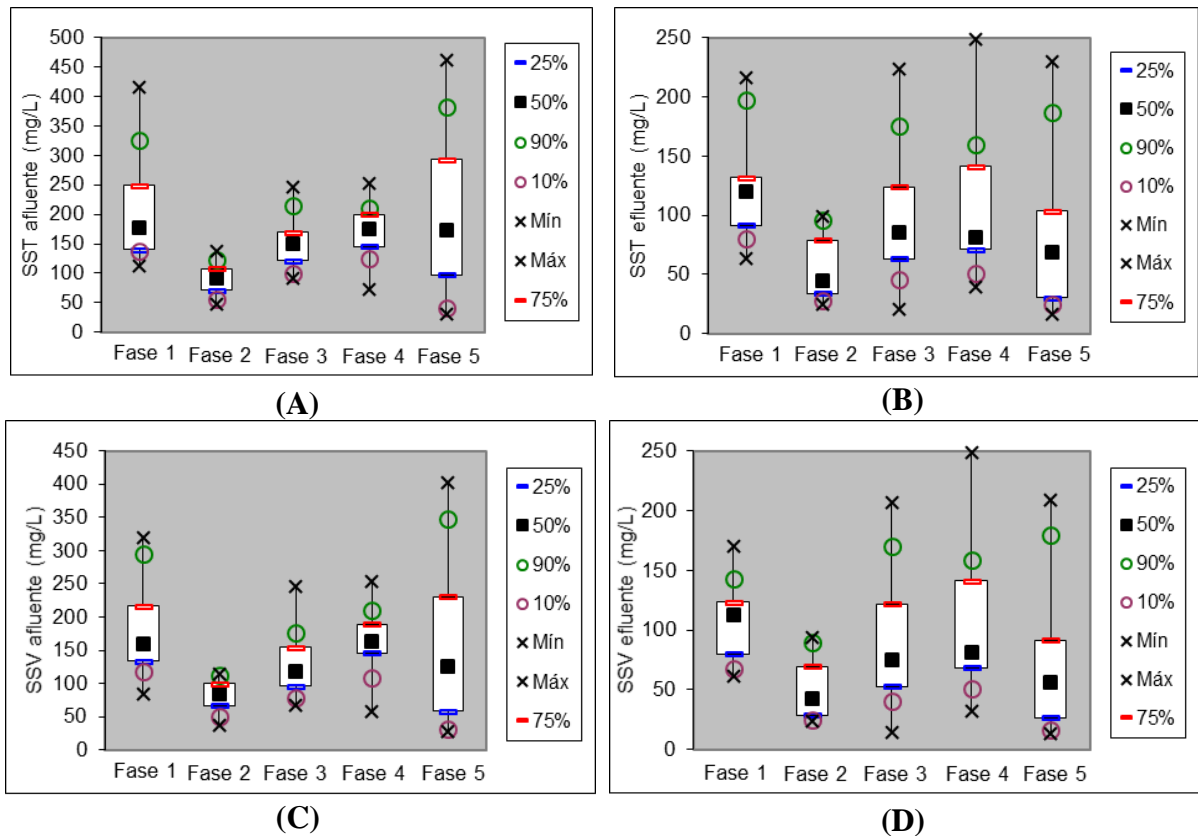 SST afluente (mg/L)
500
450
400
350
300
250
200
150
100
50
0
Fase 1 Fase 2 Fase 3 Fase 4 Fase 5
25%
50%
90%
10%
Mín
Máx
75%
(A)
SST efluente (mg/L)
250
200
150
100
50
0
Fase 1 Fase 2 Fase 3 Fase 4 Fase 5
25%
50%
90%
10%
Mín
Máx
75%
(B)
SSV afluente (mg/L)
450
400
350
300
250
200
150
100
50
0
Fase 1 Fase 2 Fase 3 Fase 4 Fase 5
25%
50%
90%
10%
Mín
Máx
75%
(C)
SSV efluente (mg/L)
250
200
150
100
50
0
Fase 1 Fase 2 Fase 3 Fase 4 Fase 5
25%
50%
90%
10%
Mín
Máx
75%
(D)